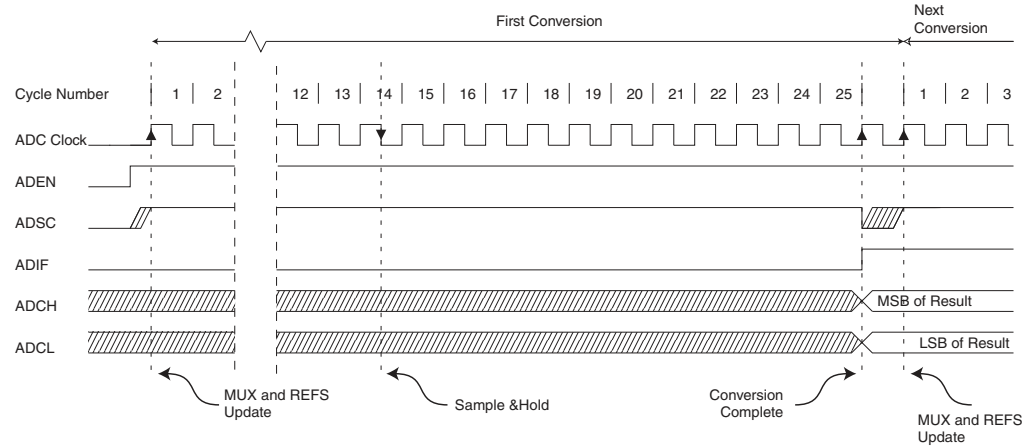 First Conversion
Next
Conversion
Cycle Number 1 2 12 13 14 15 16 17 18 19 20 21 22 23 24 25 1 2 3
ADC Clock
ADEN
ADSC
ADIF
ADCH MSB of Result
ADCL LSB of Result
MUX and REFS
Update
Sample &Hold
Conversion
Complete
MUX and REFS
Update